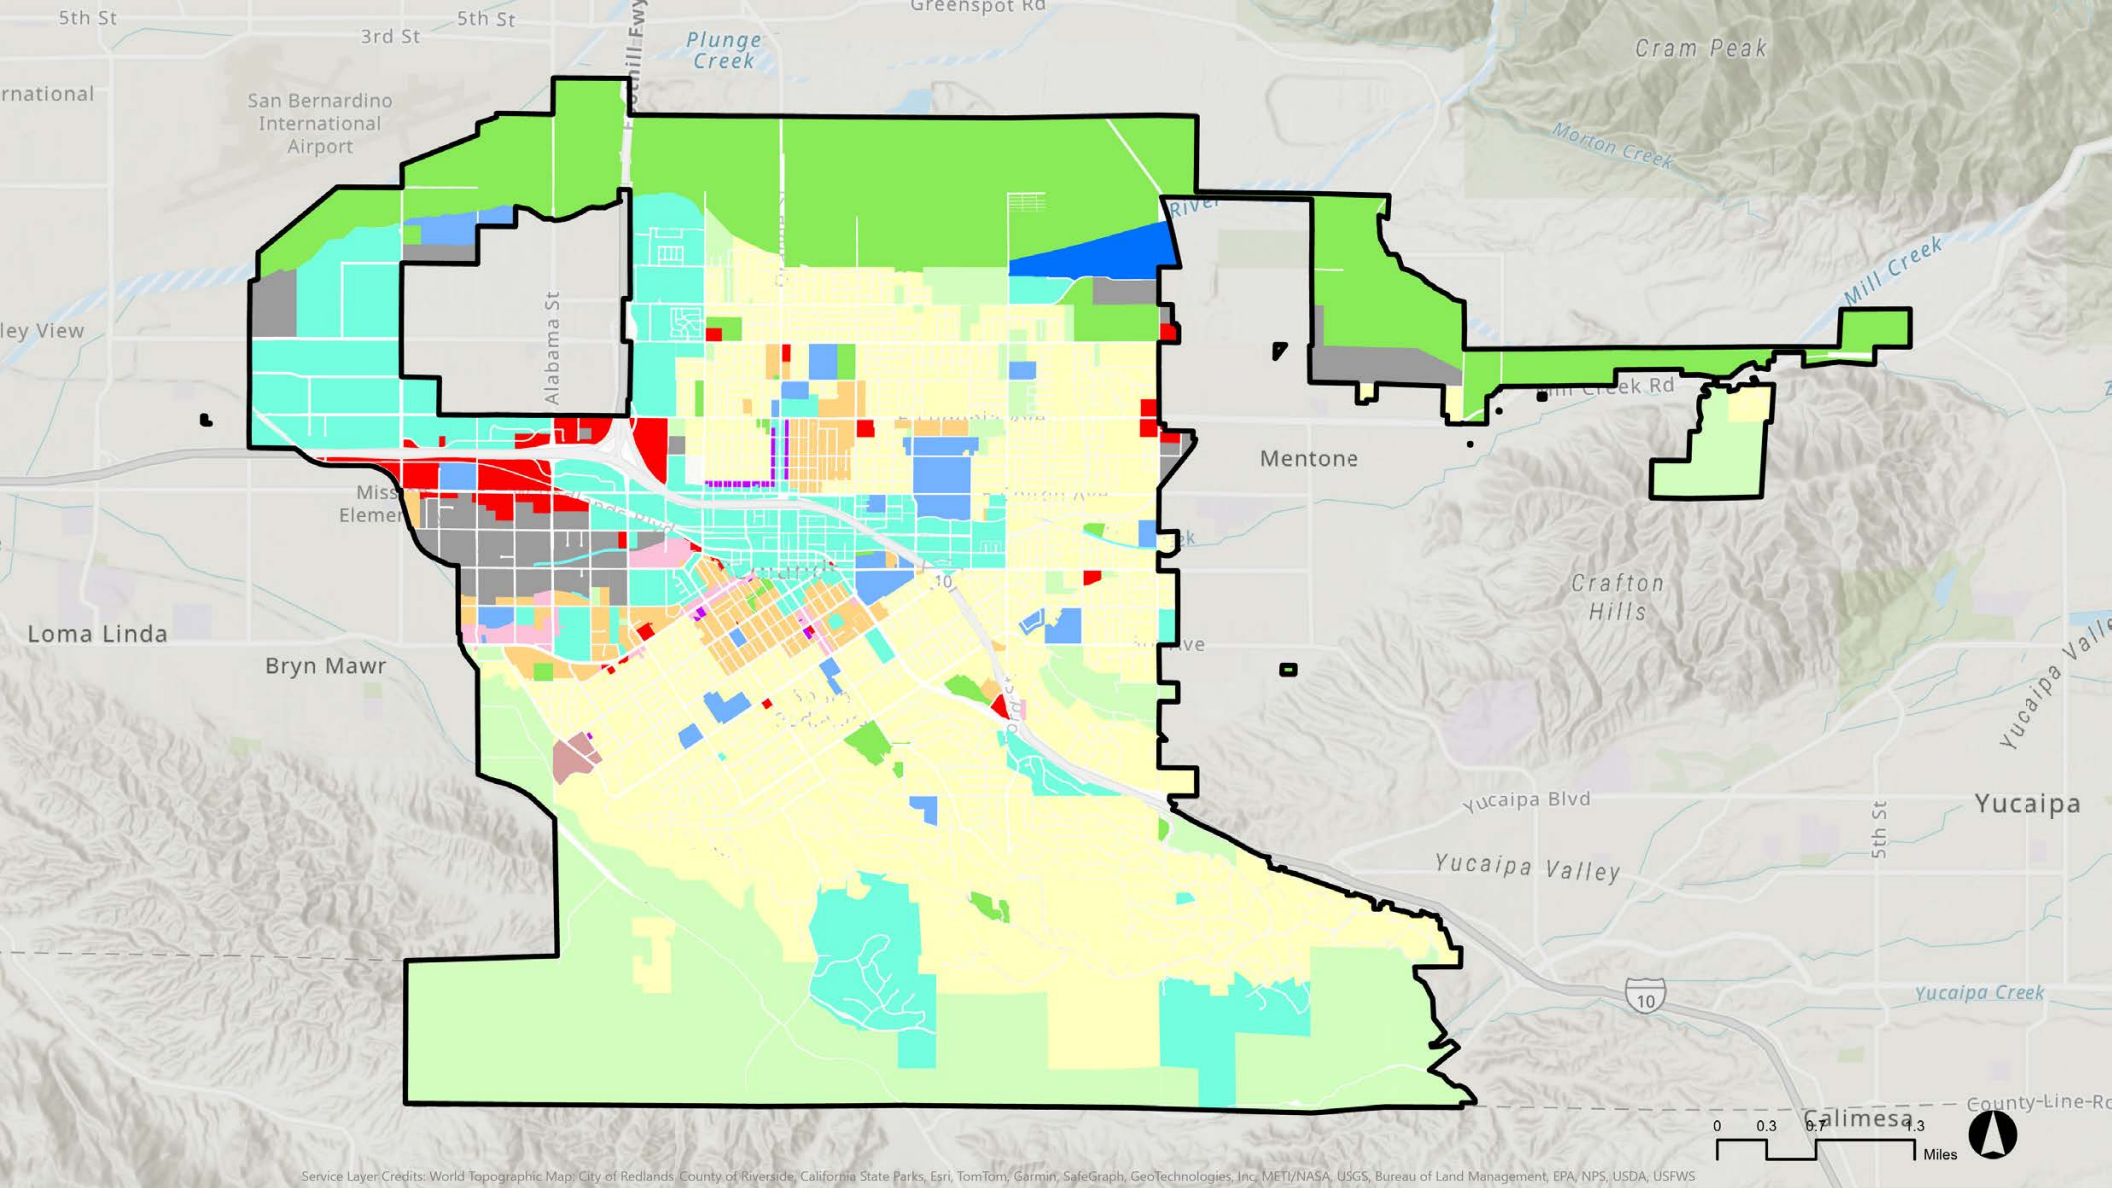 5th St
5th St
Greenspot Rd
3rd St
Plunge
Creek
Cram Peak
rnational
San Bernardino
International
Airport
Morton Creek
River
Mill Creek
ley View
Alabama St
Creek Rd
Mentone
Miss
Elemen
ek
10
Crafton
Hills
Loma Linda
Bryn Mawr
Ave
Yucaipa Valle
Yucaipa Blvd
5th St
Yucaipa
Yucaipa Valley
10
Yucaipa Creek
County-Line-Rd
Calimesa
0 0.3 0.7 1.3
Miles
Service Layer Credits: World Topographic Map: City of Redlands County of Riverside, California State Parks, Esri, TomTom, Garmin, SafeGraph, GeoTechnologies, Inc, METI/NASA, USGS, Bureau of Land Management, EPA, NPS, USDA, USFWS